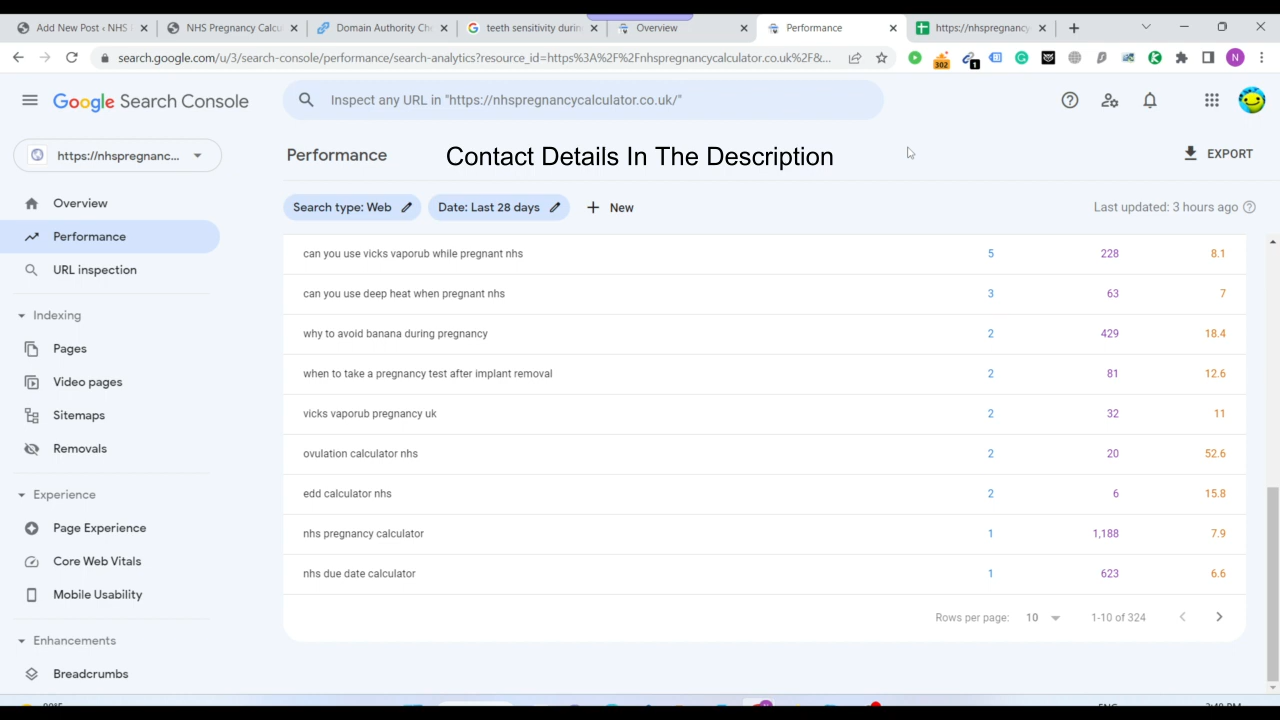 Add New Post ‹ NHS
NHS Pregnancy Calcu
Domain Authority Ch
teeth sensitivity durin
Overview
Performance
https://nhspregnancy
search.google.com/u/3/search-console/performance/search-analytics?resource_id=https%3A%2F%2Fnhspregnancycalculator.co.uk%2F&...
302
1
N
Google Search Console
Inspect any URL in "https://nhspregnancycalculator.co.uk/"
https://nhspregnanc...
Performance
Contact Details In The Description
EXPORT
Search type: Web
Date: Last 28 days
New
Last updated: 3 hours ago
Overview
Performance
URL inspection
Indexing
Pages
Video pages
Sitemaps
Removals
Experience
Page Experience
Core Web Vitals
Mobile Usability
Enhancements
Breadcrumbs
can you use vicks vaporub while pregnant nhs 5 228 8.1
can you use deep heat when pregnant nhs 3 63 7
why to avoid banana during pregnancy 2 429 18.4
when to take a pregnancy test after implant removal 2 81 12.6
vicks vaporub pregnancy uk 2 32 11
ovulation calculator nhs 2 20 52.6
edd calculator nhs 2 6 15.8
nhs pregnancy calculator 1 1,188 7.9
nhs due date calculator 1 623 6.6
Rows per page: 10 1-10 of 324